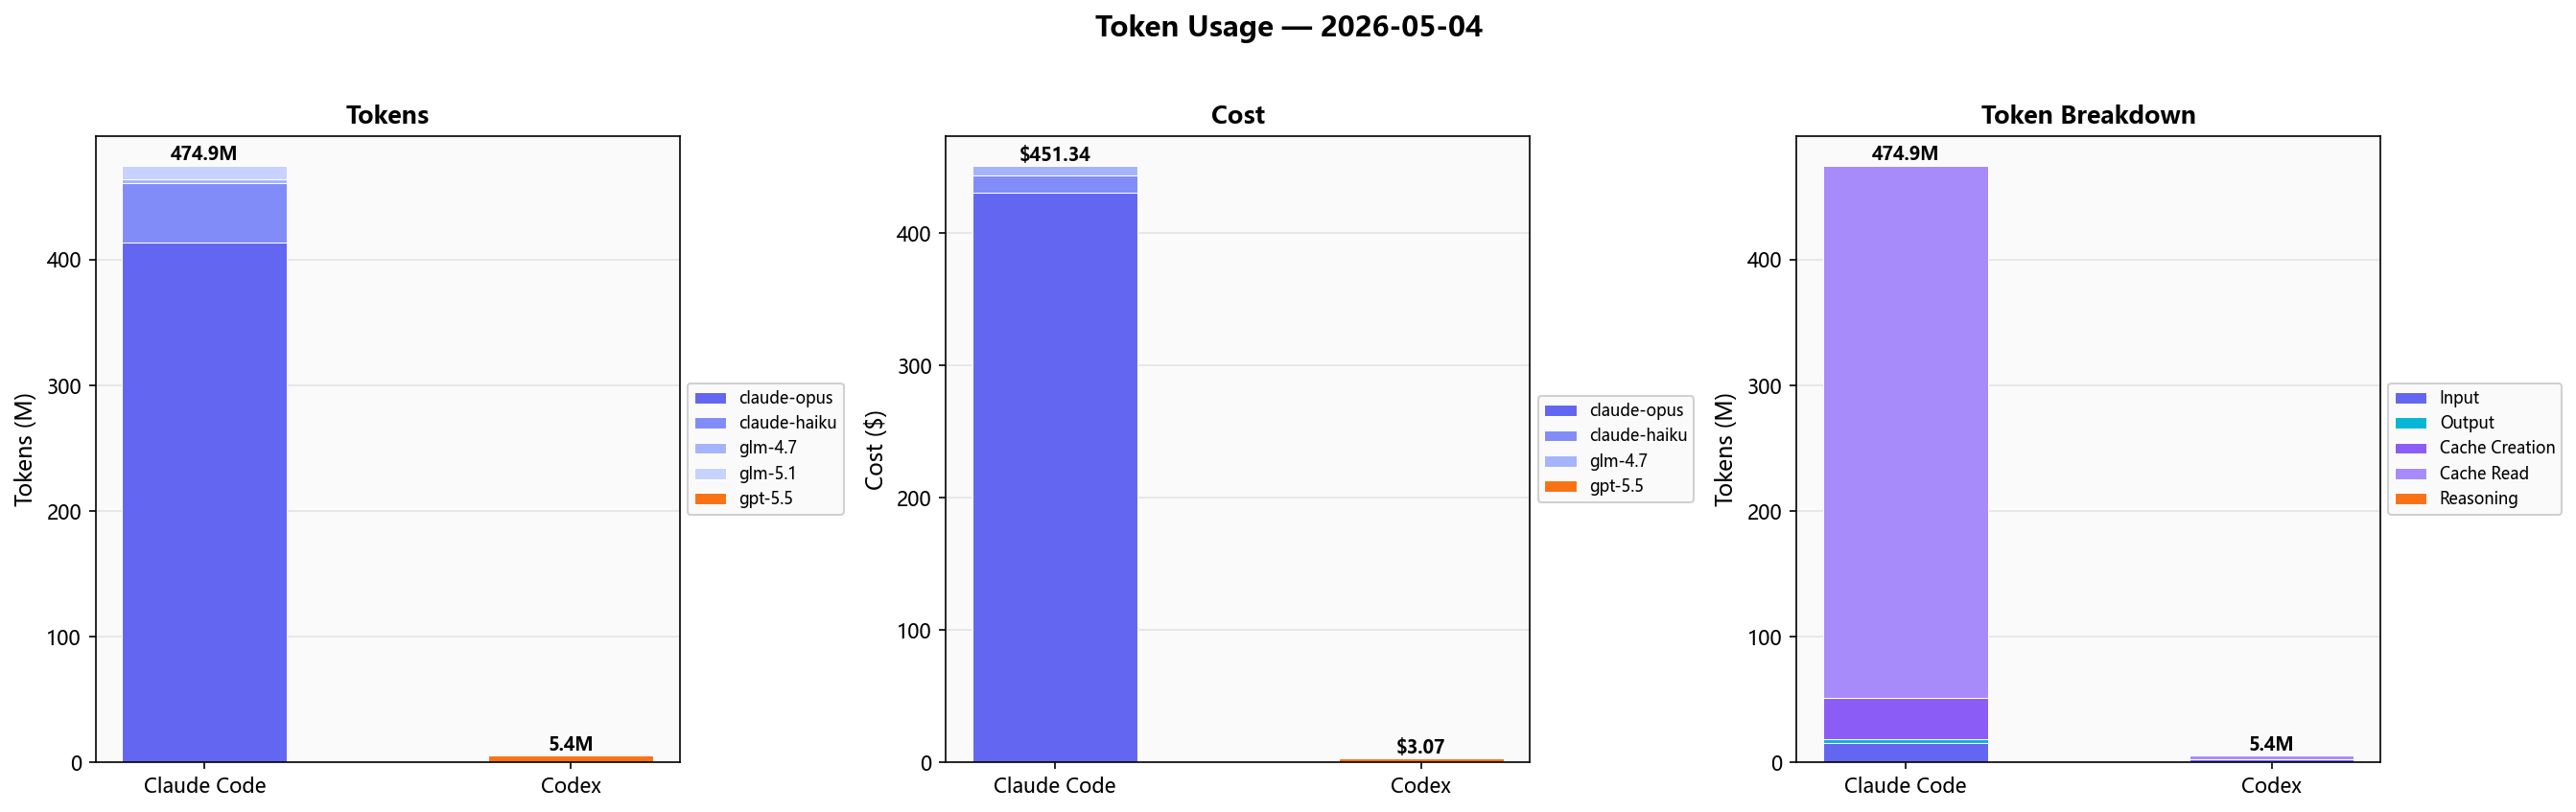 Token Usage — 2026-05-04
Tokens
Tokens (M)
400
300
200
100
0
474.9M
5.4M
Claude Code
Codex
claude-opus
claude-haiku
glm-4.7
glm-5.1
gpt-5.5
Cost
Cost ($)
400
300
200
100
0
$451.34
$3.07
Claude Code
Codex
claude-opus
claude-haiku
glm-4.7
gpt-5.5
Token Breakdown
Tokens (M)
400
300
200
100
0
474.9M
5.4M
Claude Code
Codex
Input
Output
Cache Creation
Cache Read
Reasoning